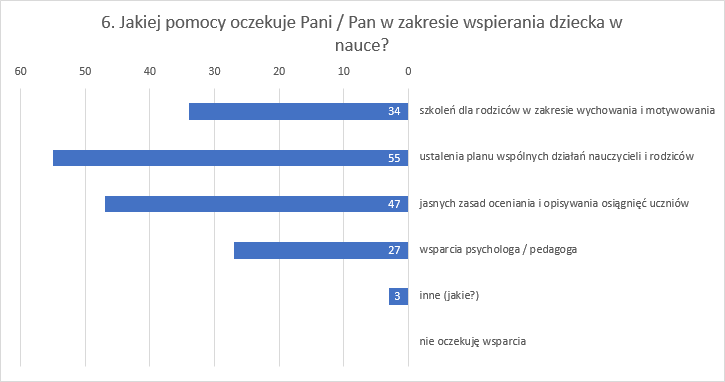 6. Jakiej pomocy oczekuje Pani / Pan w zakresie wspierania dziecka w
nauce?
60 50 40 30 20 10 0
34 szkoleń dla rodziców w zakresie wychowania i motywowania
55 ustalenia planu wspólnych działań nauczycieli i rodziców
47 jasnych zasad oceniania i opisywania osiągnięć uczniów
27 wsparcia psychologa / pedagoga
3 inne (jakie?)
nie oczekuję wsparcia